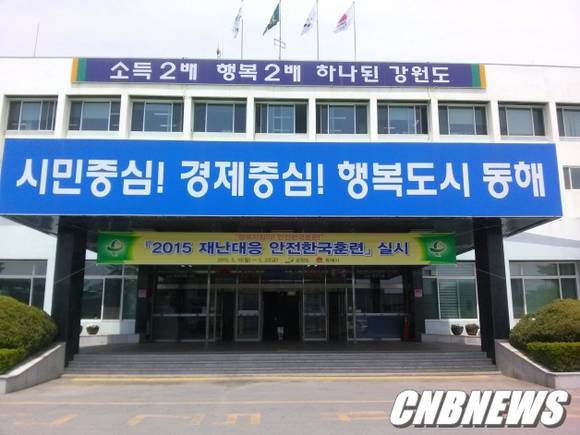 소득2배 행복2배 하나된 강원도
시민중심! 경제중심! 행복도시 동해
『2015 재난대응 안전한국훈련』 실시
CNBNEWS